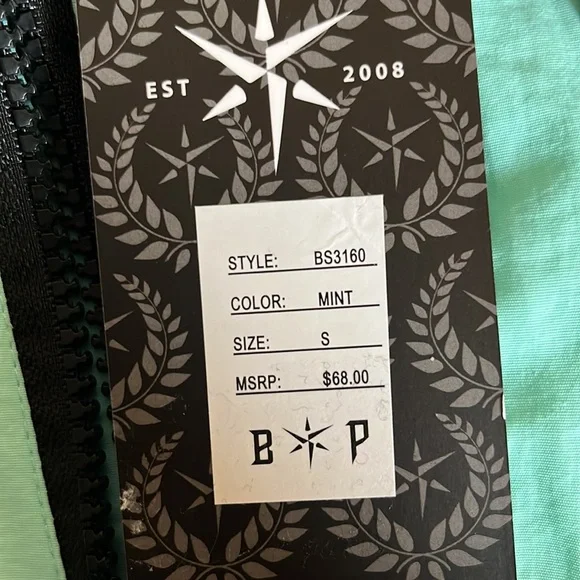 EST 2008
STYLE: BS3160
COLOR: MINT
SIZE: S
MSRP: $68.00
B P